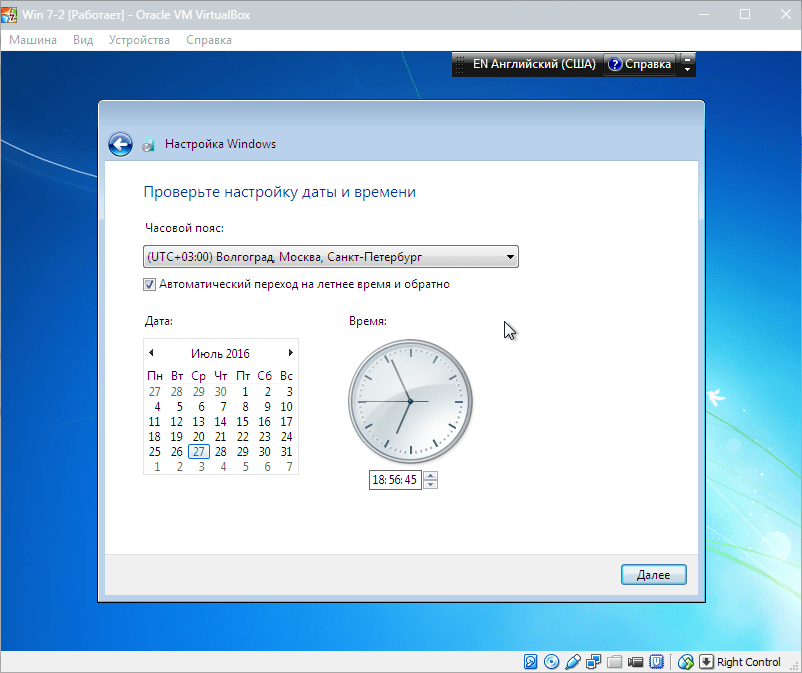 Win 7-2 [Работает] - Oracle VM VirtualBox
Машина Вид Устройства Справка
EN Английский (США) Справка
Настройка Windows
Проверьте настройку даты и времени
Часовой пояс:
(UTC+03:00) Волгоград, Москва, Санкт-Петербург
Автоматический переход на летнее время и обратно
Дата: Время:
Июль 2016
Пн Вт Ср Чт Пт Сб Вс
27 28 29 30 1 2 3
4 5 6 7 8 9 10
11 12 13 14 15 16 17
18 19 20 21 22 23 24
25 26 27 28 29 30 31
1 2 3 4 5 6 7
18:56:45
Далее
Right Control